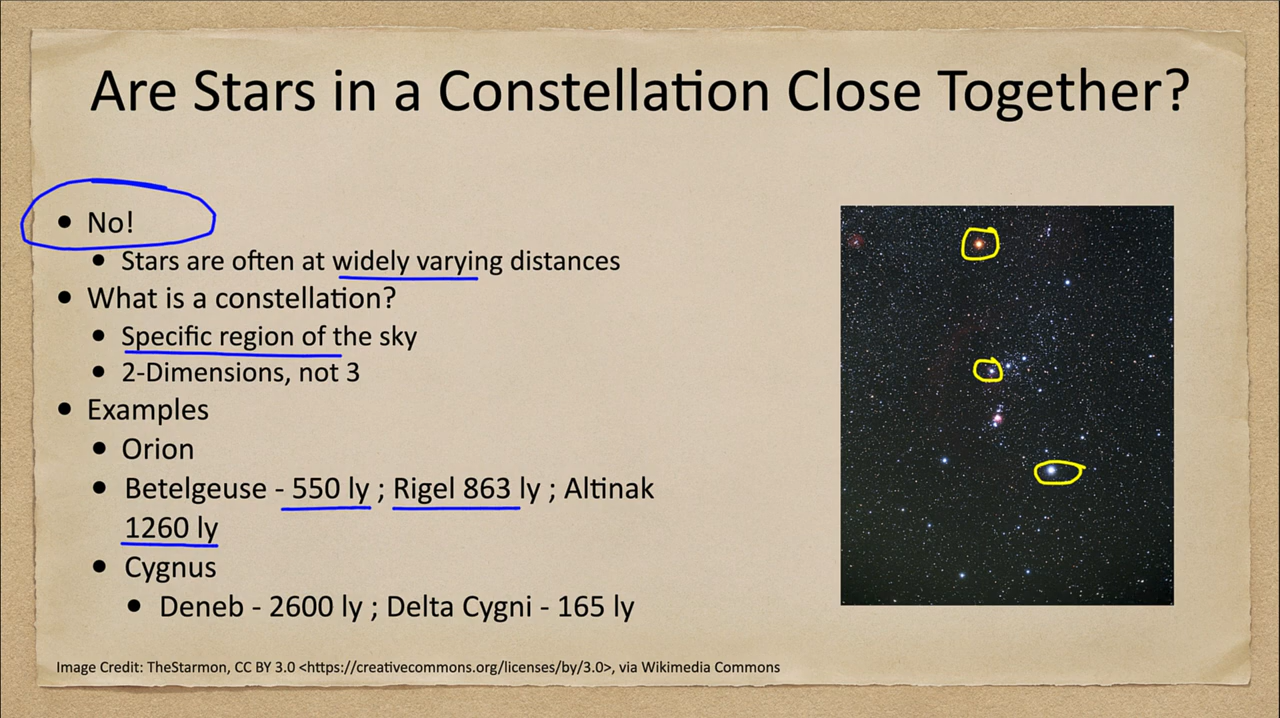 Are Stars in a Constellation Close Together?
• No!
• Stars are often at widely varying distances
• What is a constellation?
• Specific region of the sky
• 2-Dimensions, not 3
• Examples
• Orion
• Betelgeuse - 550 ly ; Rigel 863 ly ; Altinak
1260 ly
• Cygnus
• Deneb - 2600 ly ; Delta Cygni - 165 ly
Image Credit: TheStarmon, CC BY 3.0 <https://creativecommons.org/licenses/by/3.0>, via Wikimedia Commons